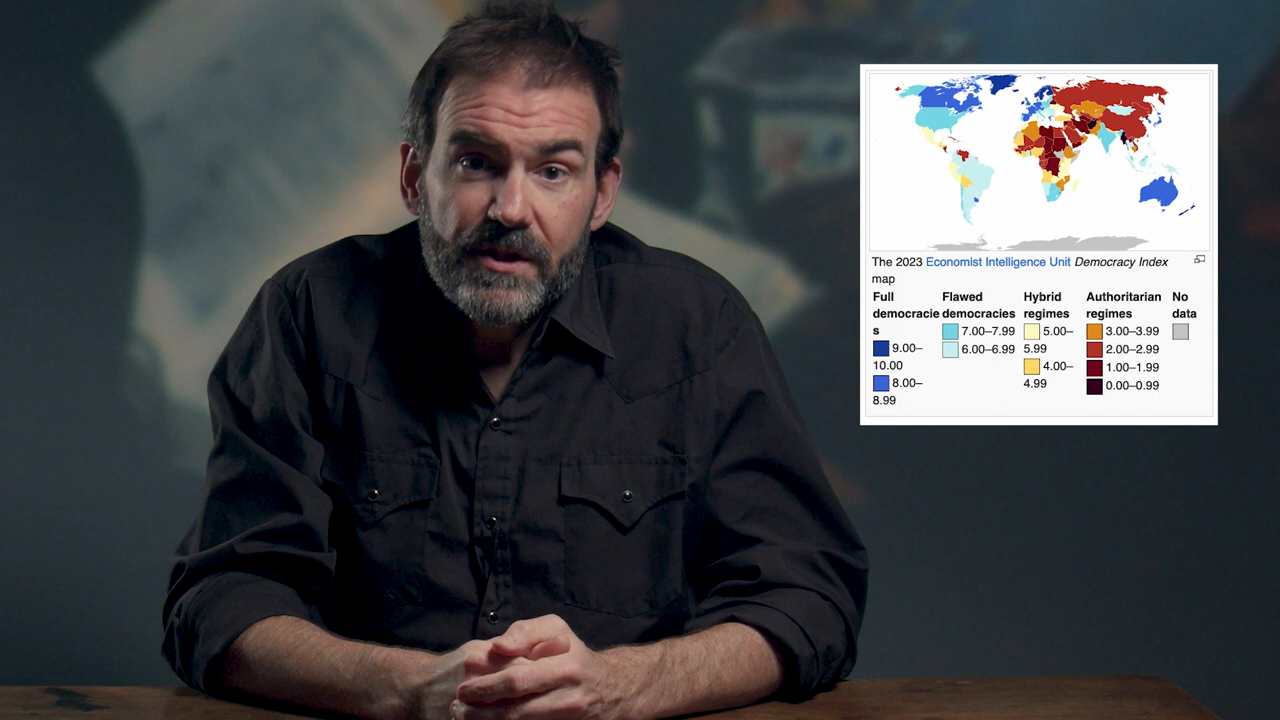 The 2023 Economist Intelligence Unit Democracy Index
map
Full
democracie
s
9.00–
10.00
8.00–
8.99
Flawed
democracies
7.00–7.99
6.00–6.99
Hybrid
regimes
5.00–
5.99
4.00–
4.99
Authoritarian
regimes
3.00–3.99
2.00–2.99
1.00–1.99
0.00–0.99
No
data